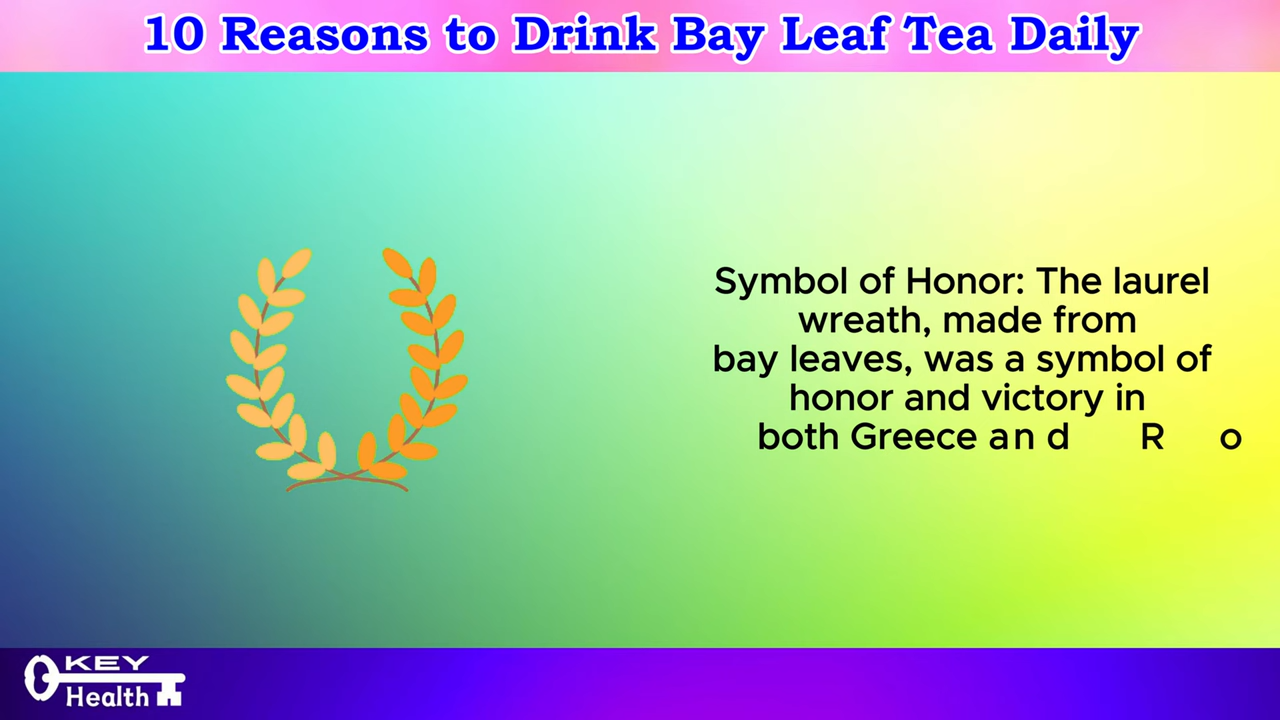 10 Reasons to Drink Bay Leaf Tea Daily
Symbol of Honor: The laurel
wreath, made from
bay leaves, was a symbol of
honor and victory in
both Greece and R o
KEY
Health